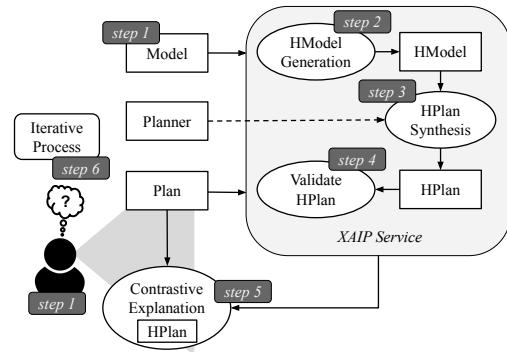 step 1
Model
step 2
HModel
Generation
HModel
step 3
HPlan
Synthesis
Planner
Iterative
Process
step 6
step 4
Validate
HPlan
HPlan
Plan
?
XAIP Service
step 1
step 5
Contrastive
Explanation
HPlan